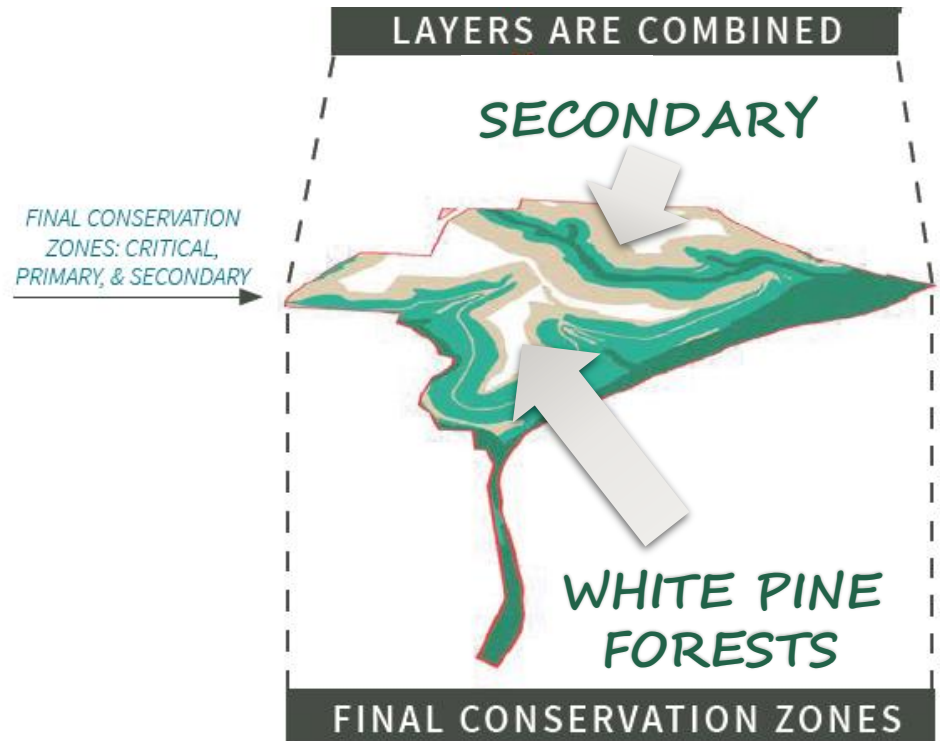 LAYERS ARE COMBINED
SECONDARY
FINAL CONSERVATION
ZONES: CRITICAL,
PRIMARY, & SECONDARY
WHITE PINE
FORESTS
FINAL CONSERVATION ZONES